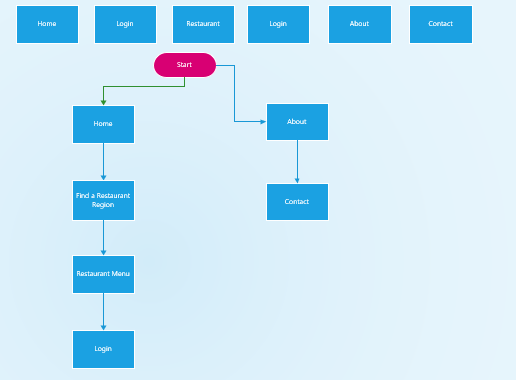 Home
Login
Restaurant
Login
About
Contact
Start
Home
About
Find a Restaurant
Region
Contact
Restaurant Menu
Login